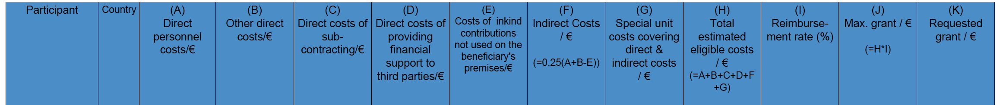 Participant
Country
(A)
Direct
personnel
costs/€
(B)
Other direct
costs/€
(C)
Direct costs of
sub-
contracting/€
(D)
Direct costs of
providing
financial
support to
third parties/€
(E)
Costs of  inkind
contributions
not used on the
beneficiary's
premises/€
(F)
Indirect Costs
/ €
(=0.25(A+B-E))
(G)
Special unit
costs covering
direct &
indirect costs
/ €
(H)
Total
estimated
eligible costs
/ €
(=A+B+C+D+F
+G)
(I)
Reimburse-
ment rate (%)
(J)
Max. grant / €
(=H*I)
(K)
Requested
grant / €